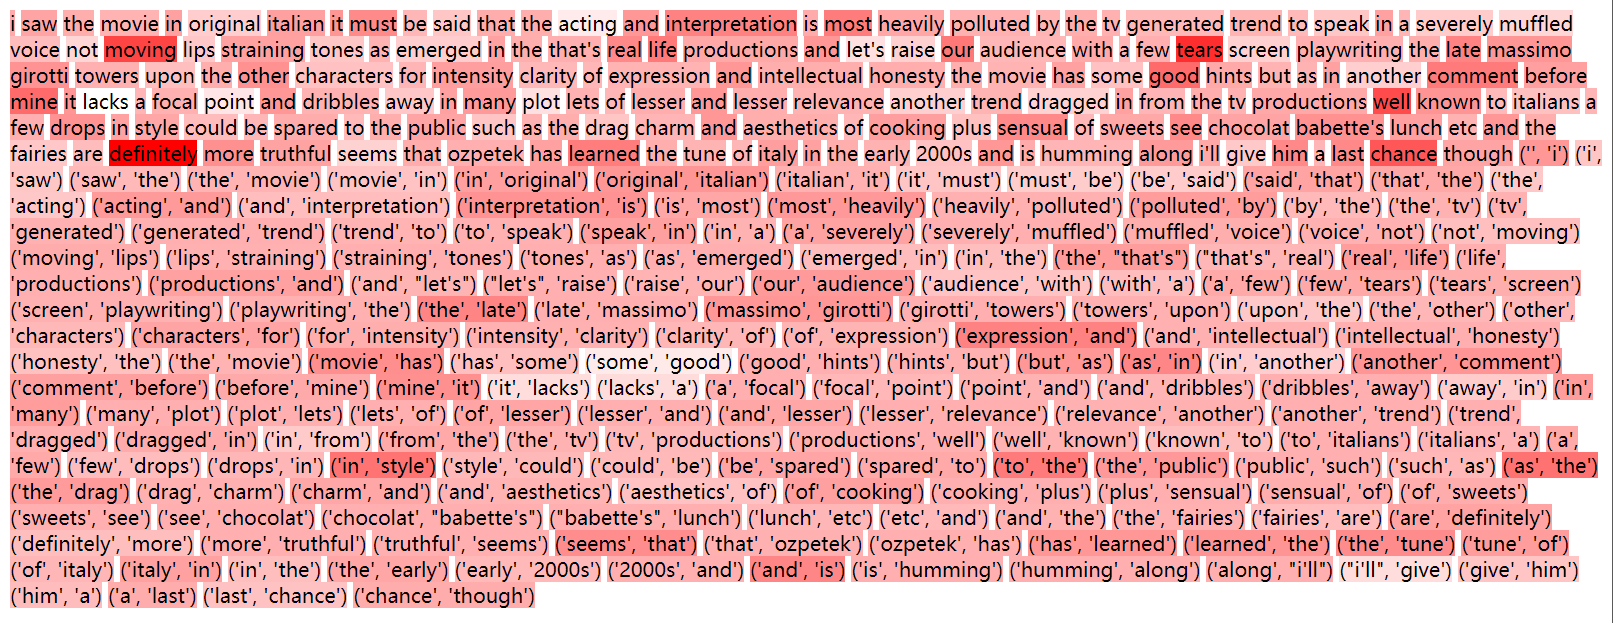 i saw the movie in original italian it must be said that the acting and interpretation is most heavily polluted by the tv generated trend to speak in a severely muffled
voice not moving lips straining tones as emerged in the that's real life productions and let's raise our audience with a few tears screen playwriting the late massimo
girotti towers upon the other characters for intensity clarity of expression and intellectual honesty the movie has some good hints but as in another comment before
mine it lacks a focal point and dribbles away in many plot lets of lesser and lesser relevance another trend dragged in from the tv productions well known to italians a
few drops in style could be spared to the public such as the drag charm and aesthetics of cooking plus sensual of sweets see chocolat babette's lunch etc and the
fairies are definitely more truthful seems that ozpetek has learned the tune of italy in the early 2000s and is humming along i'll give him a last chance though ('', 'i') ('i',
'saw') ('saw', 'the') ('the', 'movie') ('movie', 'in') ('in', 'original') ('original', 'italian') ('italian', 'it') ('it', 'must') ('must', 'be') ('be', 'said') ('said', 'that') ('that', 'the') ('the',
'acting') ('acting', 'and') ('and', 'interpretation') ('interpretation', 'is') ('is', 'most') ('most', 'heavily') ('heavily', 'polluted') ('polluted', 'by') ('by', 'the') ('the', 'tv') ('tv',
'generated') ('generated', 'trend') ('trend', 'to') ('to', 'speak') ('speak', 'in') ('in', 'a') ('a', 'severely') ('severely', 'muffled') ('muffled', 'voice') ('voice', 'not') ('not', 'moving')
('moving', 'lips') ('lips', 'straining') ('straining', 'tones') ('tones', 'as') ('as', 'emerged') ('emerged', 'in') ('in', 'the') ('the', "that's") ("that's", 'real') ('real', 'life') ('life',
'productions') ('productions', 'and') ('and', "let's") ("let's", 'raise') ('raise', 'our') ('our', 'audience') ('audience', 'with') ('with', 'a') ('a', 'few') ('few', 'tears') ('tears', 'screen')
('screen', 'playwriting') ('playwriting', 'the') ('the', 'late') ('late', 'massimo') ('massimo', 'girotti') ('girotti', 'towers') ('towers', 'upon') ('upon', 'the') ('the', 'other') ('other',
'characters') ('characters', 'for') ('for', 'intensity') ('intensity', 'clarity') ('clarity', 'of') ('of', 'expression') ('expression', 'and') ('and', 'intellectual') ('intellectual', 'honesty')
('honesty', 'the') ('the', 'movie') ('movie', 'has') ('has', 'some') ('some', 'good') ('good', 'hints') ('hints', 'but') ('but', 'as') ('as', 'in') ('in', 'another') ('another', 'comment')
('comment', 'before') ('before', 'mine') ('mine', 'it') ('it', 'lacks') ('lacks', 'a') ('a', 'focal') ('focal', 'point') ('point', 'and') ('and', 'dribbles') ('dribbles', 'away') ('away', 'in') ('in',
'many') ('many', 'plot') ('plot', 'lets') ('lets', 'of') ('of', 'lesser') ('lesser', 'and') ('and', 'lesser') ('lesser', 'relevance') ('relevance', 'another') ('another', 'trend') ('trend',
'dragged') ('dragged', 'in') ('in', 'from') ('from', 'the') ('the', 'tv') ('tv', 'productions') ('productions', 'well') ('well', 'known') ('known', 'to') ('to', 'italians') ('italians', 'a') ('a',
'few') ('few', 'drops') ('drops', 'in') ('in', 'style') ('style', 'could') ('could', 'be') ('be', 'spared') ('spared', 'to') ('to', 'the') ('the', 'public') ('public', 'such') ('such', 'as') ('as', 'the')
('the', 'drag') ('drag', 'charm') ('charm', 'and') ('and', 'aesthetics') ('aesthetics', 'of') ('of', 'cooking') ('cooking', 'plus') ('plus', 'sensual') ('sensual', 'of') ('of', 'sweets')
('sweets', 'see') ('see', 'chocolat') ('chocolat', "babette's") ("babette's", 'lunch') ('lunch', 'etc') ('etc', 'and') ('and', 'the') ('the', 'fairies') ('fairies', 'are') ('are', 'definitely')
('definitely', 'more') ('more', 'truthful') ('truthful', 'seems') ('seems', 'that') ('that', 'ozpetek') ('ozpetek', 'has') ('has', 'learned') ('learned', 'the') ('the', 'tune') ('tune', 'of')
('of', 'italy') ('italy', 'in') ('in', 'the') ('the', 'early') ('early', '2000s') ('2000s', 'and') ('and', 'is') ('is', 'humming') ('humming', 'along') ('along', "i'll") ("i'll", 'give') ('give', 'him')
('him', 'a') ('a', 'last') ('last', 'chance') ('chance', 'though')